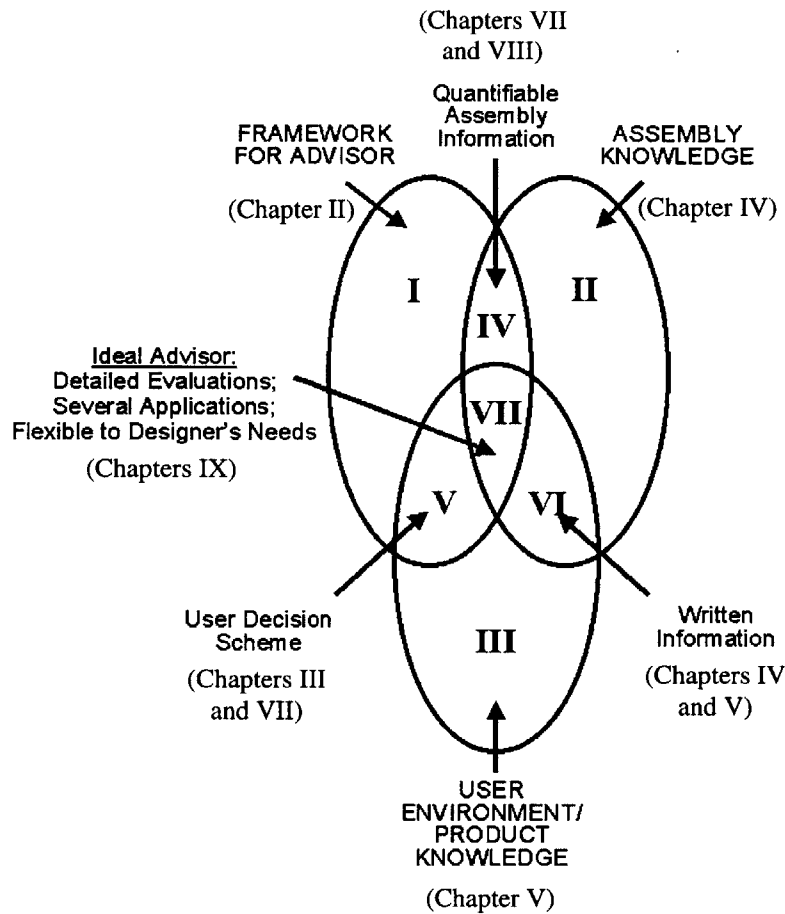 (Chapters VII
and VIII)
Quantifiable
Assembly
Information
FRAMEWORK
FOR ADVISOR
(Chapter II)
ASSEMBLY
KNOWLEDGE
(Chapter IV)
I
II
IV
Ideal Advisor:
Detailed Evaluations;
Several Applications;
Flexible to Designer's Needs
(Chapters IX)
VII
V
VI
User Decision
Scheme
(Chapters III
and VII)
III
Written
Information
(Chapters IV
and V)
USER
ENVIRONMENT/
PRODUCT
KNOWLEDGE
(Chapter V)